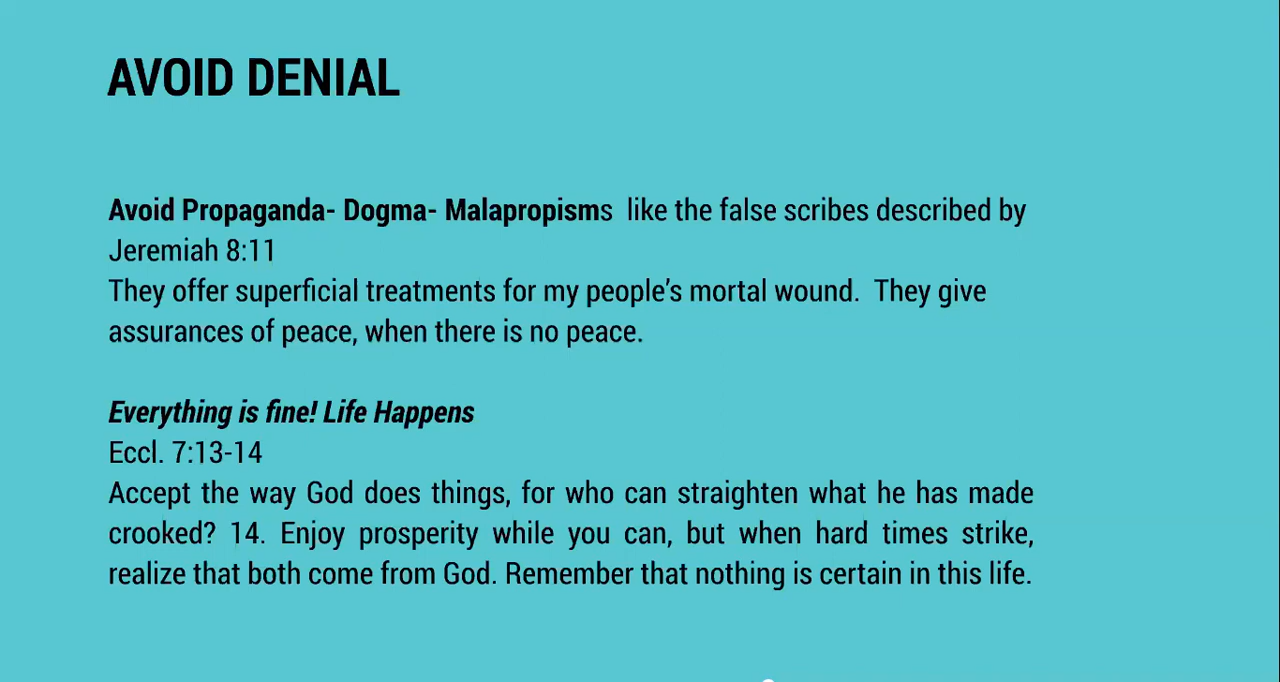 AVOID DENIAL
Avoid Propaganda- Dogma- Malapropisms  like the false scribes described by
Jeremiah 8:11
They offer superficial treatments for my people’s mortal wound.  They give
assurances of peace, when there is no peace.
Everything is fine! Life Happens
Eccl. 7:13-14
Accept the way God does things, for who can straighten what he has made
crooked? 14. Enjoy prosperity while you can, but when hard times strike,
realize that both come from God. Remember that nothing is certain in this life.